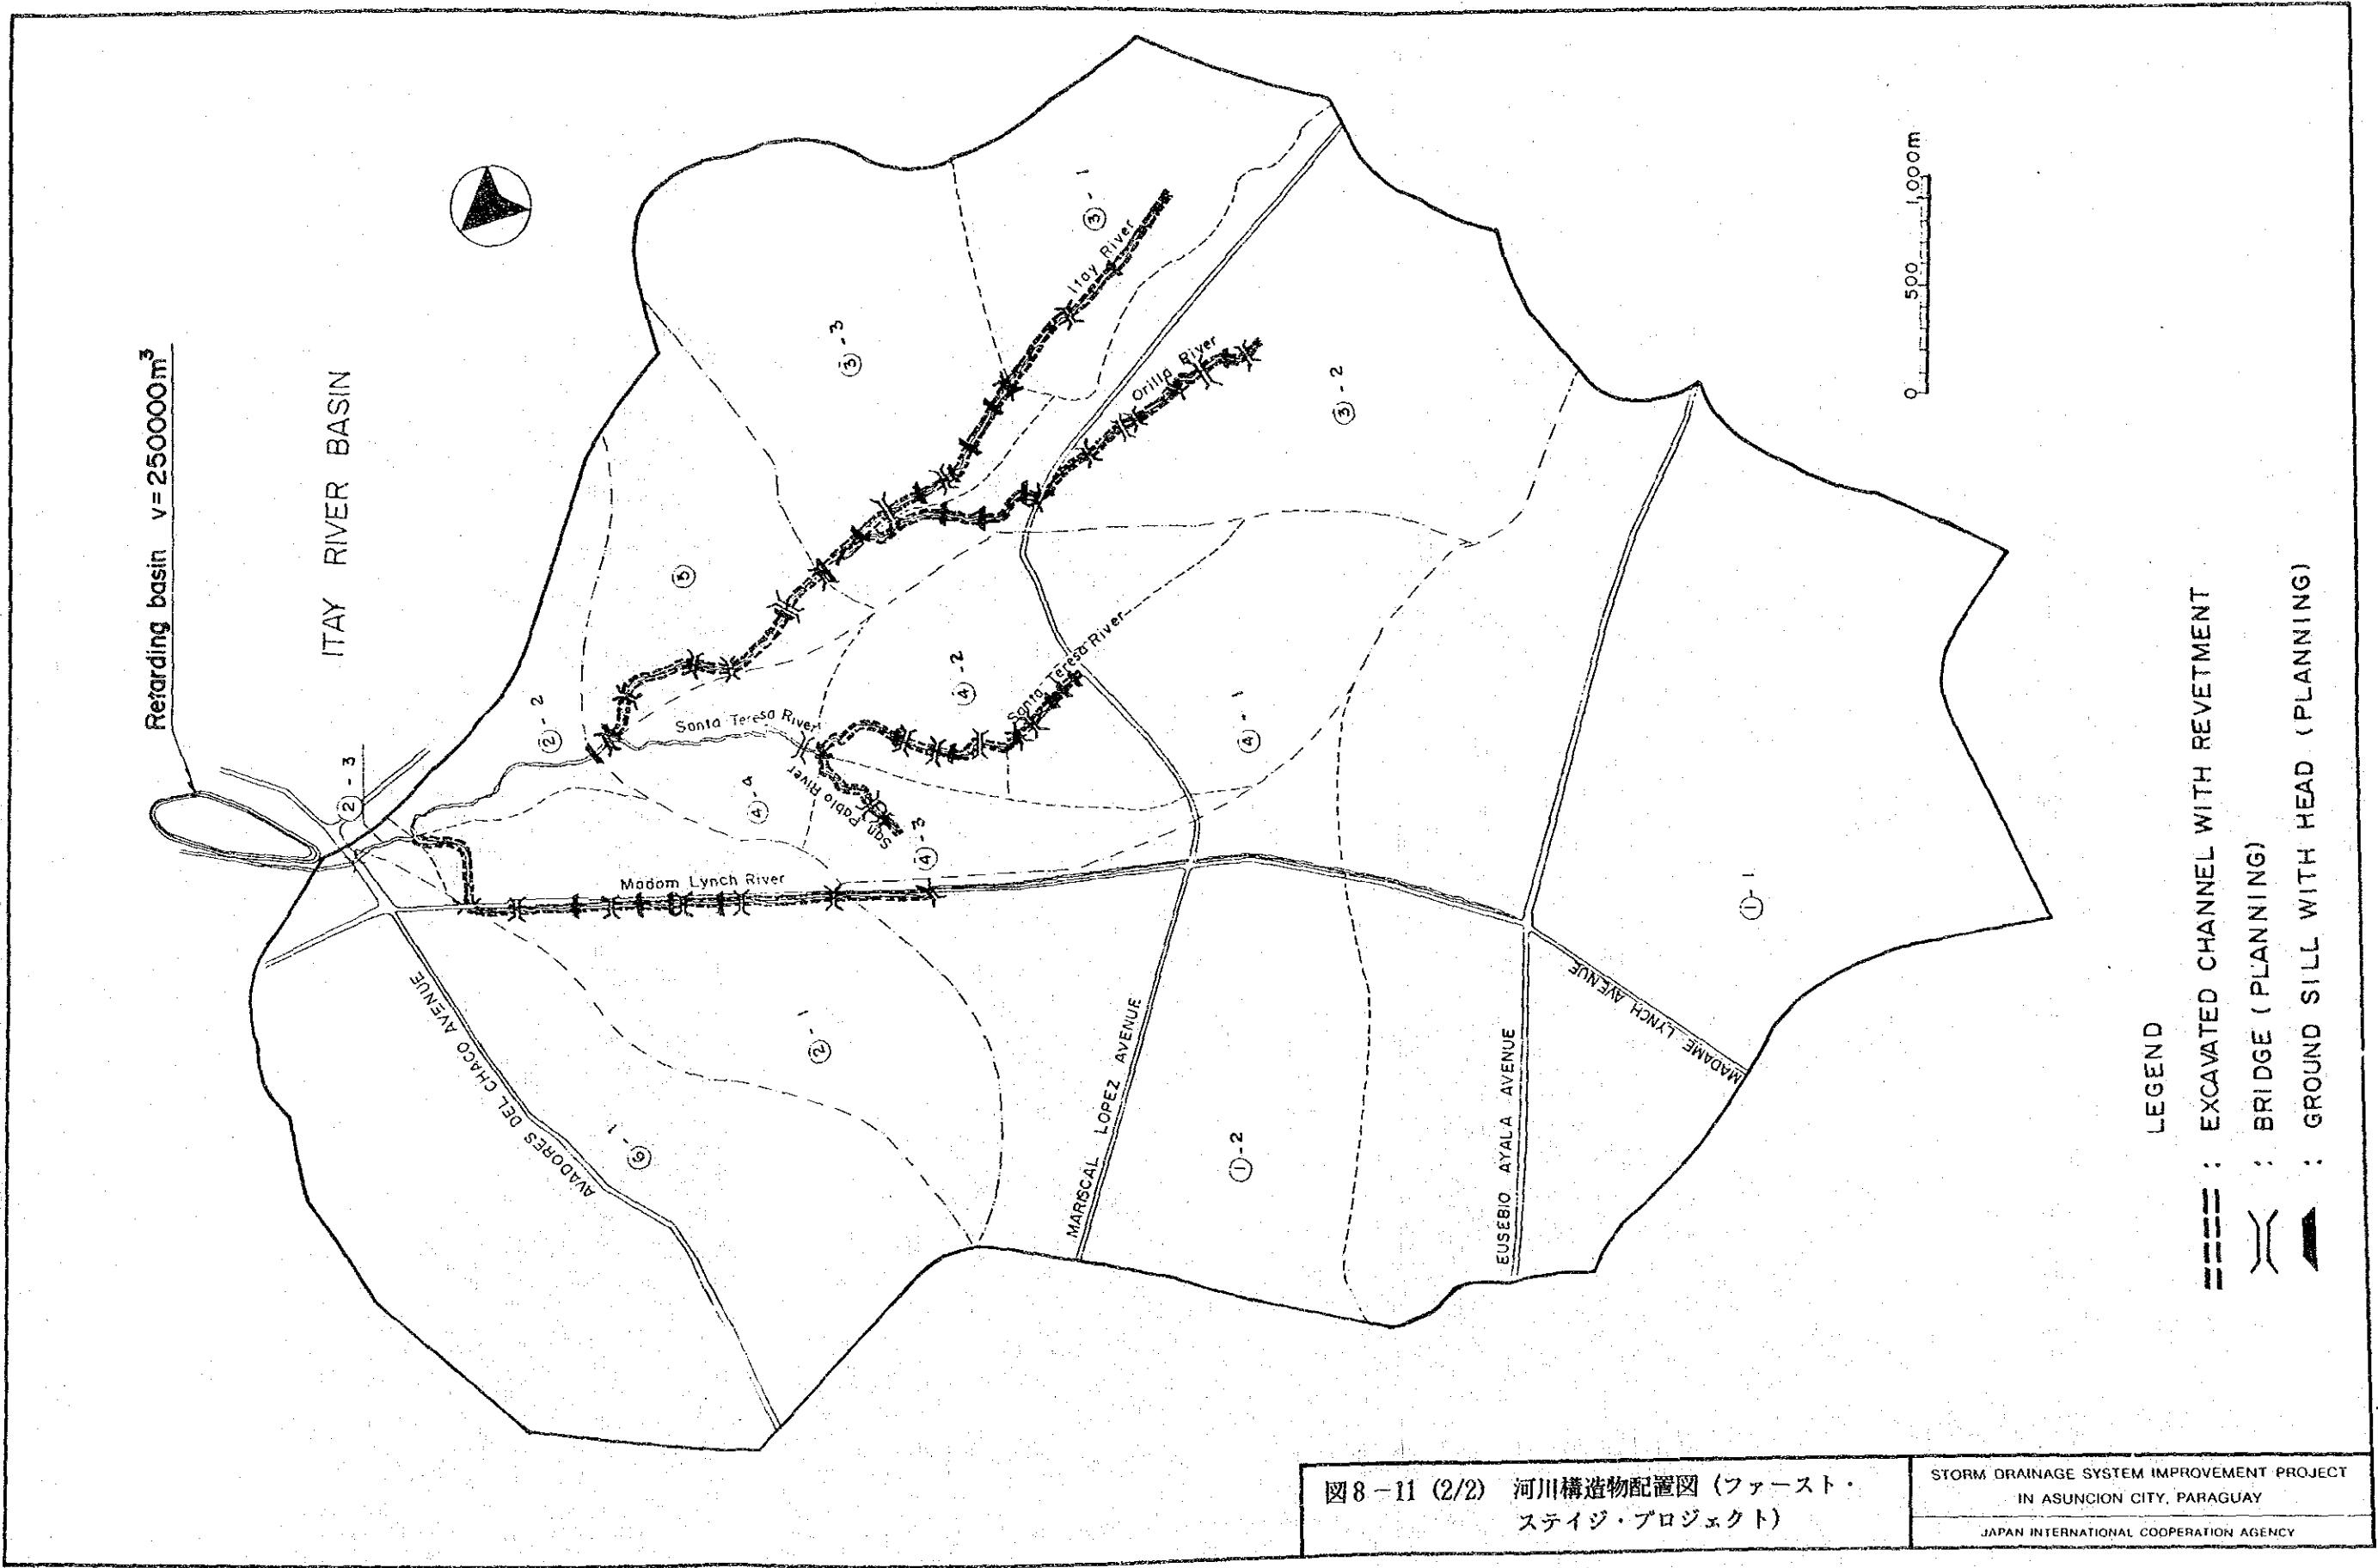 Retarding basin v=250000m³
ITAY RIVER BASIN
③-1
Itay River
③-3
Orilla River
③-2
⑤
②-2
Santa Teresa River
④-2
Santa Teresa River
④-1
②-3
④-4
San Pablo River
④-3
Madom Lynch River
①-1
②-1
①-2
⑥-1
AVADORES DEL CHACO AVENUE
MARISCAL LOPEZ AVENUE
EUSEBIO AYALA AVENUE
MADAME LYNCH AVENUE
0 500 1,000m
LEGEND
: EXCAVATED CHANNEL WITH REVETMENT
: BRIDGE (PLANNING)
: GROUND SILL WITH HEAD (PLANNING)
図8-11 (2/2) 河川構造物配置図（ファースト・
ステイジ・プロジェクト）
STORM DRAINAGE SYSTEM IMPROVEMENT PROJECT
IN ASUNCION CITY, PARAGUAY
JAPAN INTERNATIONAL COOPERATION AGENCY